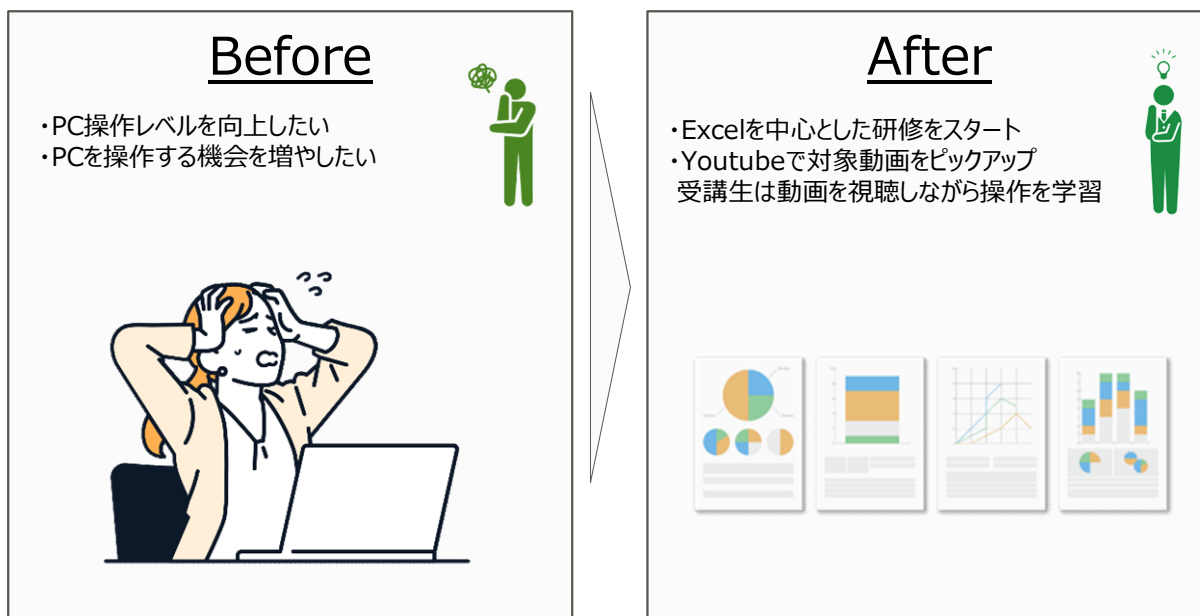 Before
・PC操作レベルを向上したい
・PCを操作する機会を増やしたい
After
・Excelを中心とした研修をスタート
・Youtubeで対象動画をピックアップ
受講生は動画を視聴しながら操作を学習